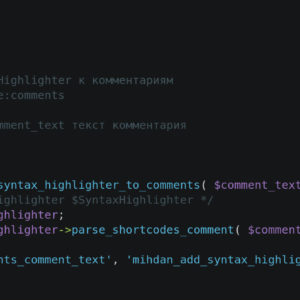 Highlighter к комментариям
e:comments
mment_text текст комментария
syntax_highlighter_to_comments( $comment_text
ighlighter $SyntaxHighlighter */
ghlighter;
ghlighter->parse_shortcodes_comment( $comment
nts_comment_text', 'mihdan_add_syntax_highlig